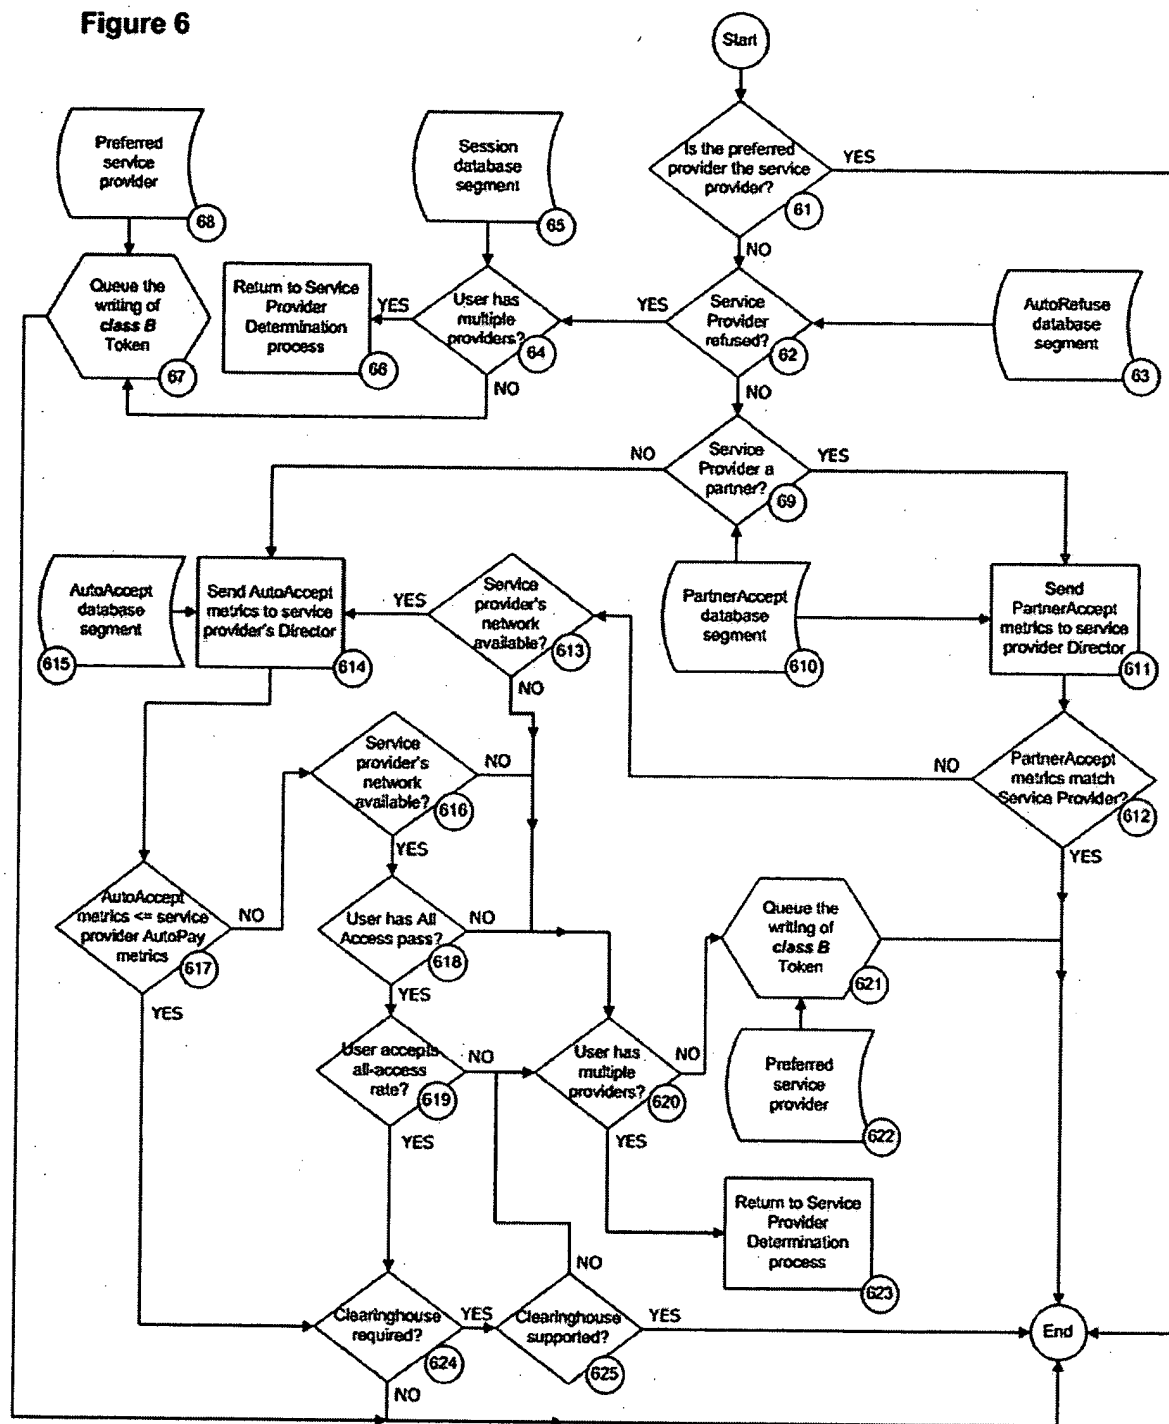 Figure 6
Start
Preferred
service
provider
68
Session
database
segment
65
Is the preferred
provider the service
provider?
61
YES
NO
Queue the
writing of
class B
Token
67
Return to Service
Provider
Determination
process
66
YES
User has
multiple
providers?
64
NO
YES
Service
Provider
refused?
62
NO
AutoRefuse
database
segment
63
NO
Service
Provider a
partner?
69
YES
AutoAccept
database
segment
615
Send AutoAccept
metrics to service
provider's Director
614
YES
Service
provider's
network
available?
613
NO
PartnerAccept
database
segment
610
Send
PartnerAccept
metrics to service
provider Director
611
Service
provider's
network
available?
616
NO
YES
NO
PartnerAccept
metrics match
Service Provider?
612
YES
AutoAccept
metrics <= service
provider AutoPay
metrics
617
NO
YES
User has All
Access pass?
618
NO
YES
Queue the
writing of
class B
Token
621
User accepts
all-access
rate?
619
NO
YES
User has
multiple
providers?
620
NO
YES
Preferred
service
provider
622
Return to Service
Provider
Determination
process
623
Clearinghouse
required?
624
YES
NO
NO
Clearinghouse
supported?
625
YES
End